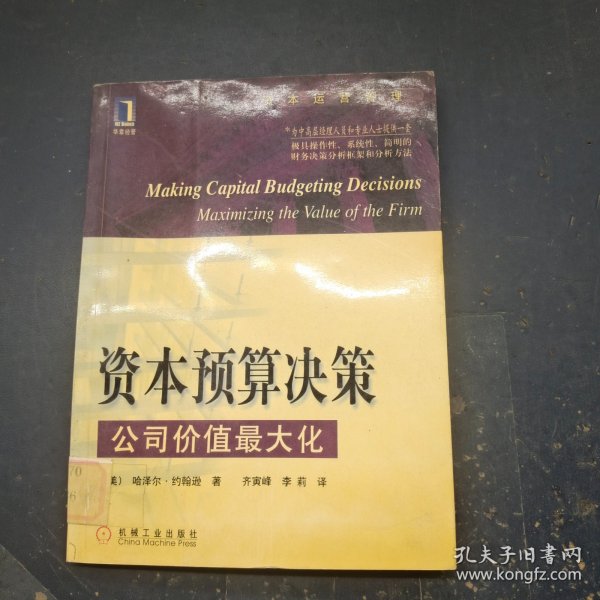 本运营管理
华章经管
*为中高层经理人员和专业人士提供一套
极具操作性、系统性、简明的
财务决策分析框架和分析方法
Making Capital Budgeting Decisions
Maximizing the Value of the Firm
资本预算决策
公司价值最大化
美) 哈泽尔·约翰逊 著 齐寅峰 李莉 译
70
6
机械工业出版社
China Machine Press
孔夫子旧书网
www.kongfz.com